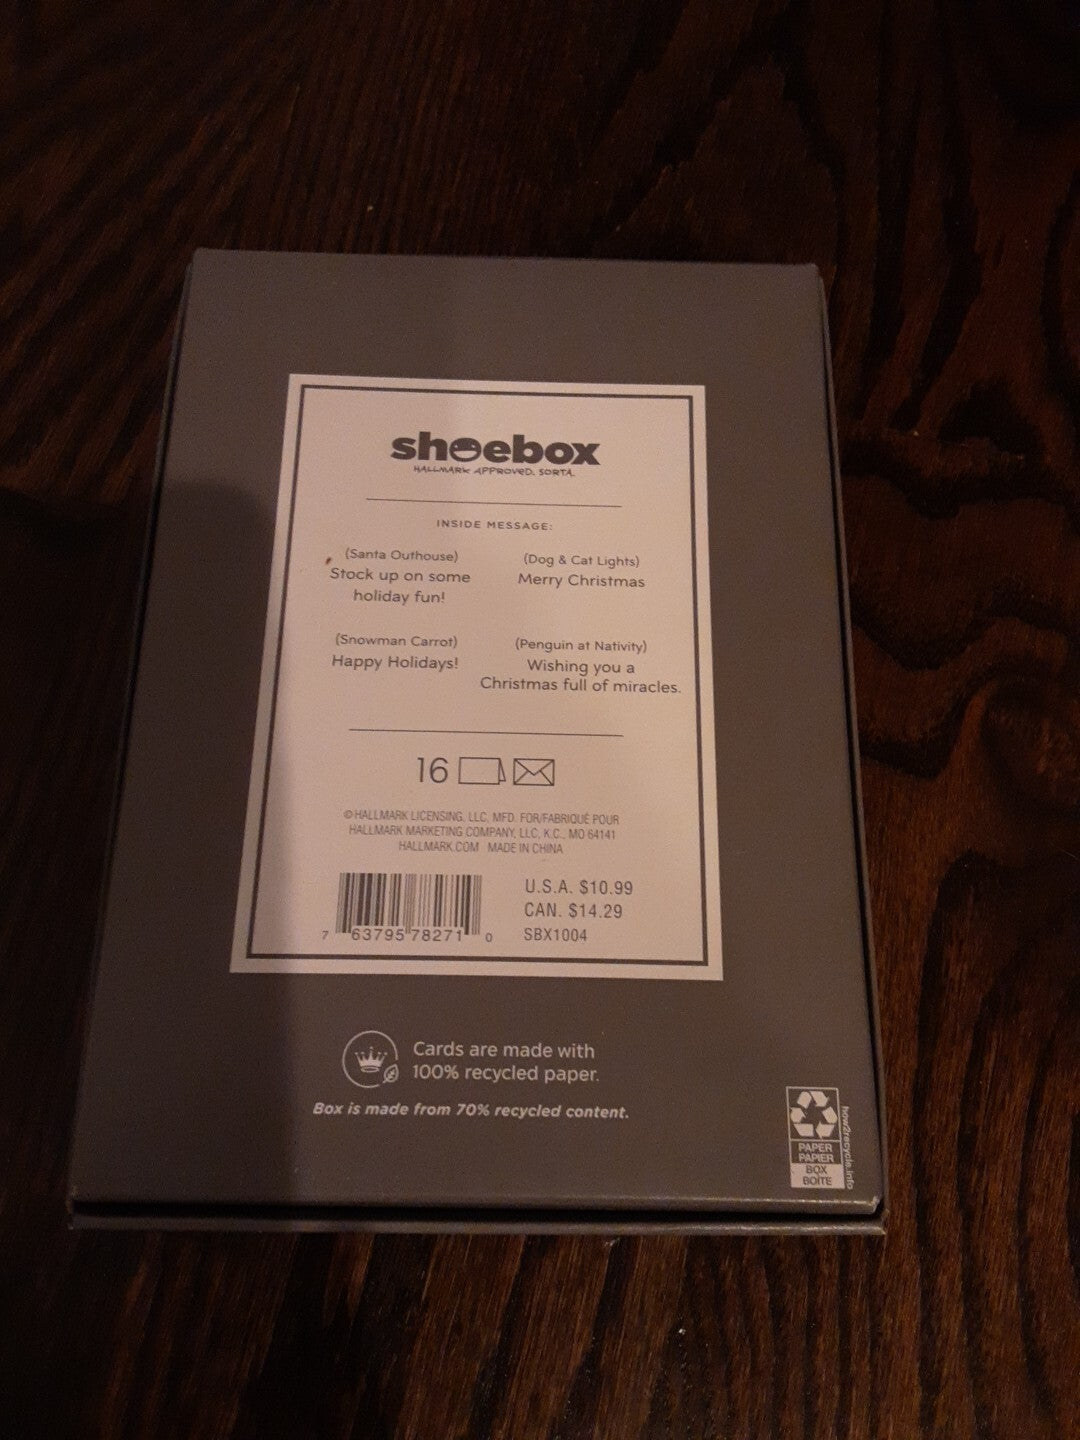 shoebox
HALLMARK APPROVED. SORTA.
INSIDE MESSAGE:
(Santa Outhouse)
Stock up on some
holiday fun!
(Dog & Cat Lights)
Merry Christmas
(Snowman Carrot)
Happy Holidays!
(Penguin at Nativity)
Wishing you a
Christmas full of miracles.
16
© HALLMARK LICENSING, LLC, MFD. FOR/FABRIQUÉ POUR
HALLMARK MARKETING COMPANY, LLC, K.C., MO 64141
HALLMARK.COM MADE IN CHINA
7 63795 78271 0
U.S.A. $10.99
CAN. $14.29
SBX1004
Cards are made with
100% recycled paper.
Box is made from 70% recycled content.
PAPER
PAPIER
BOX
BOÎTE
how2recycle.info